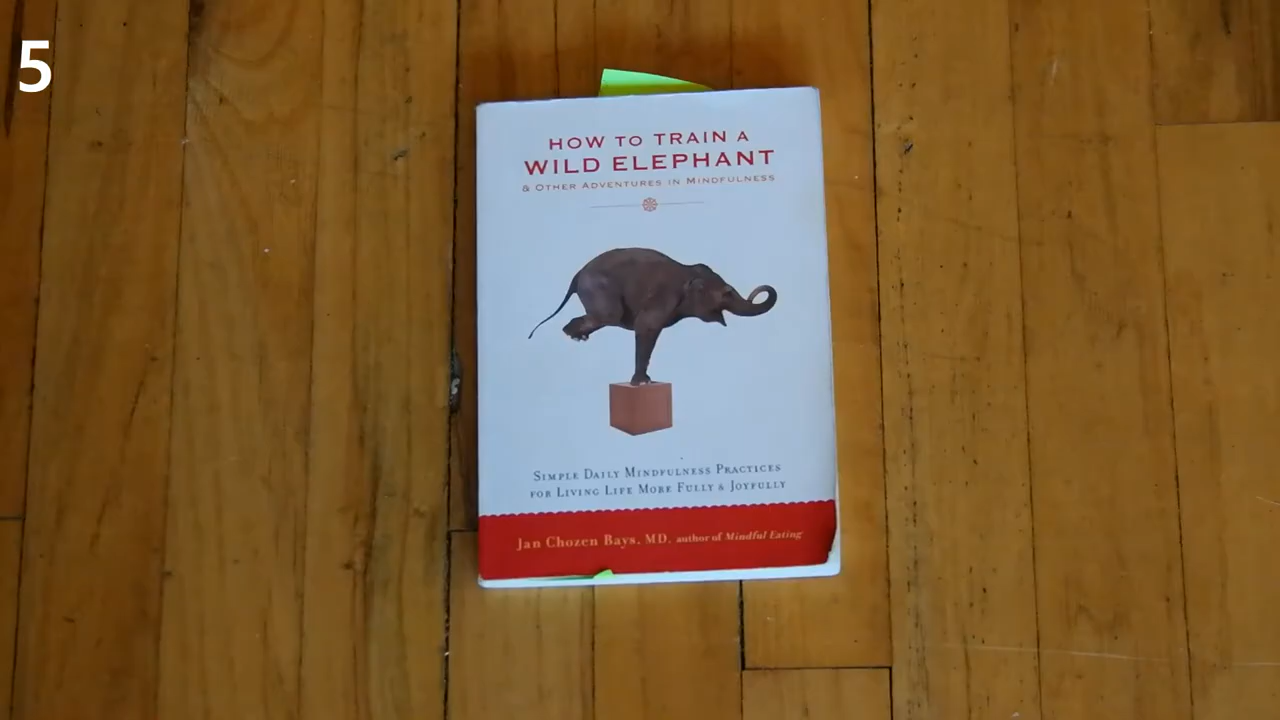 5
HOW TO TRAIN A
WILD ELEPHANT
& OTHER ADVENTURES IN MINDFULNESS
SIMPLE DAILY MINDFULNESS PRACTICES
FOR LIVING LIFE MORE FULLY & JOYFULLY
Jan Chozen Bays, MD, author of Mindful Eating